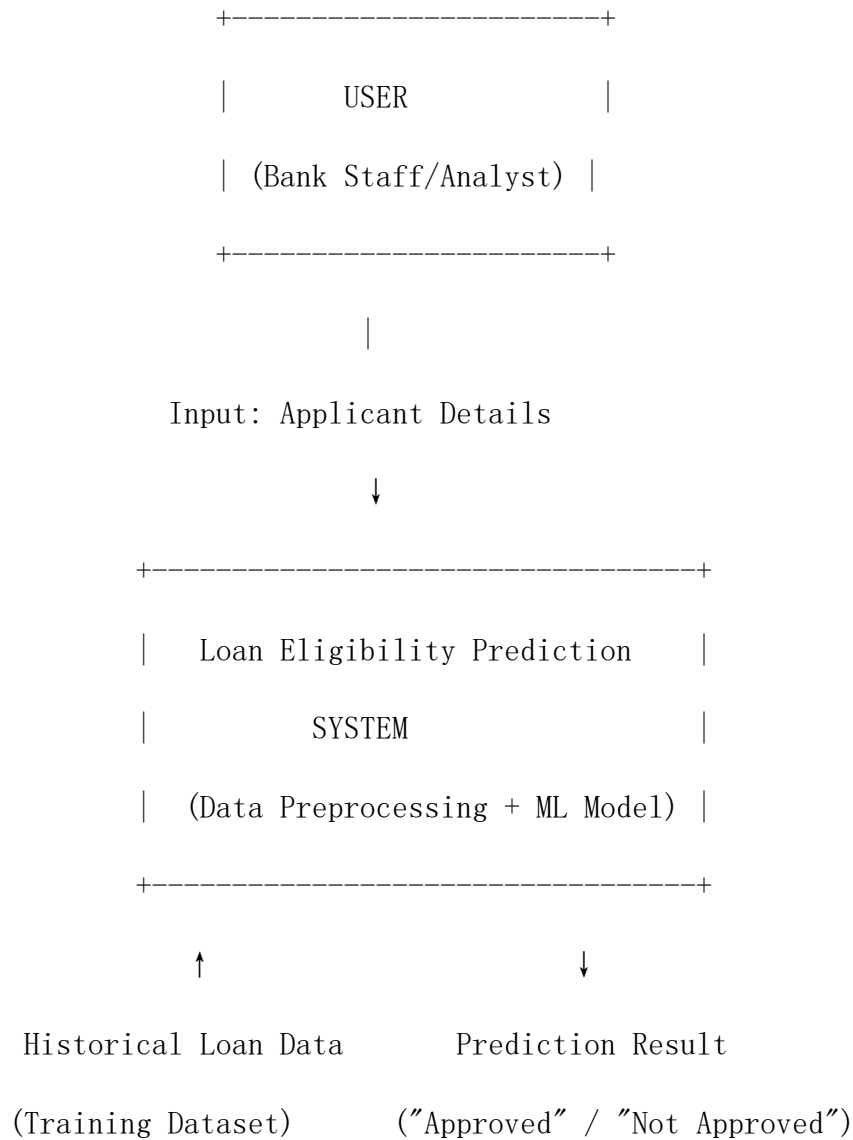 +-----------------------+
| USER |
| (Bank Staff/Analyst) |
+-----------------------+
|
Input: Applicant Details
↓
+----------------------------------+
| Loan Eligibility Prediction |
| SYSTEM |
| (Data Preprocessing + ML Model) |
+----------------------------------+
↑ ↓
Historical Loan Data Prediction Result
(Training Dataset) ("Approved" / "Not Approved")